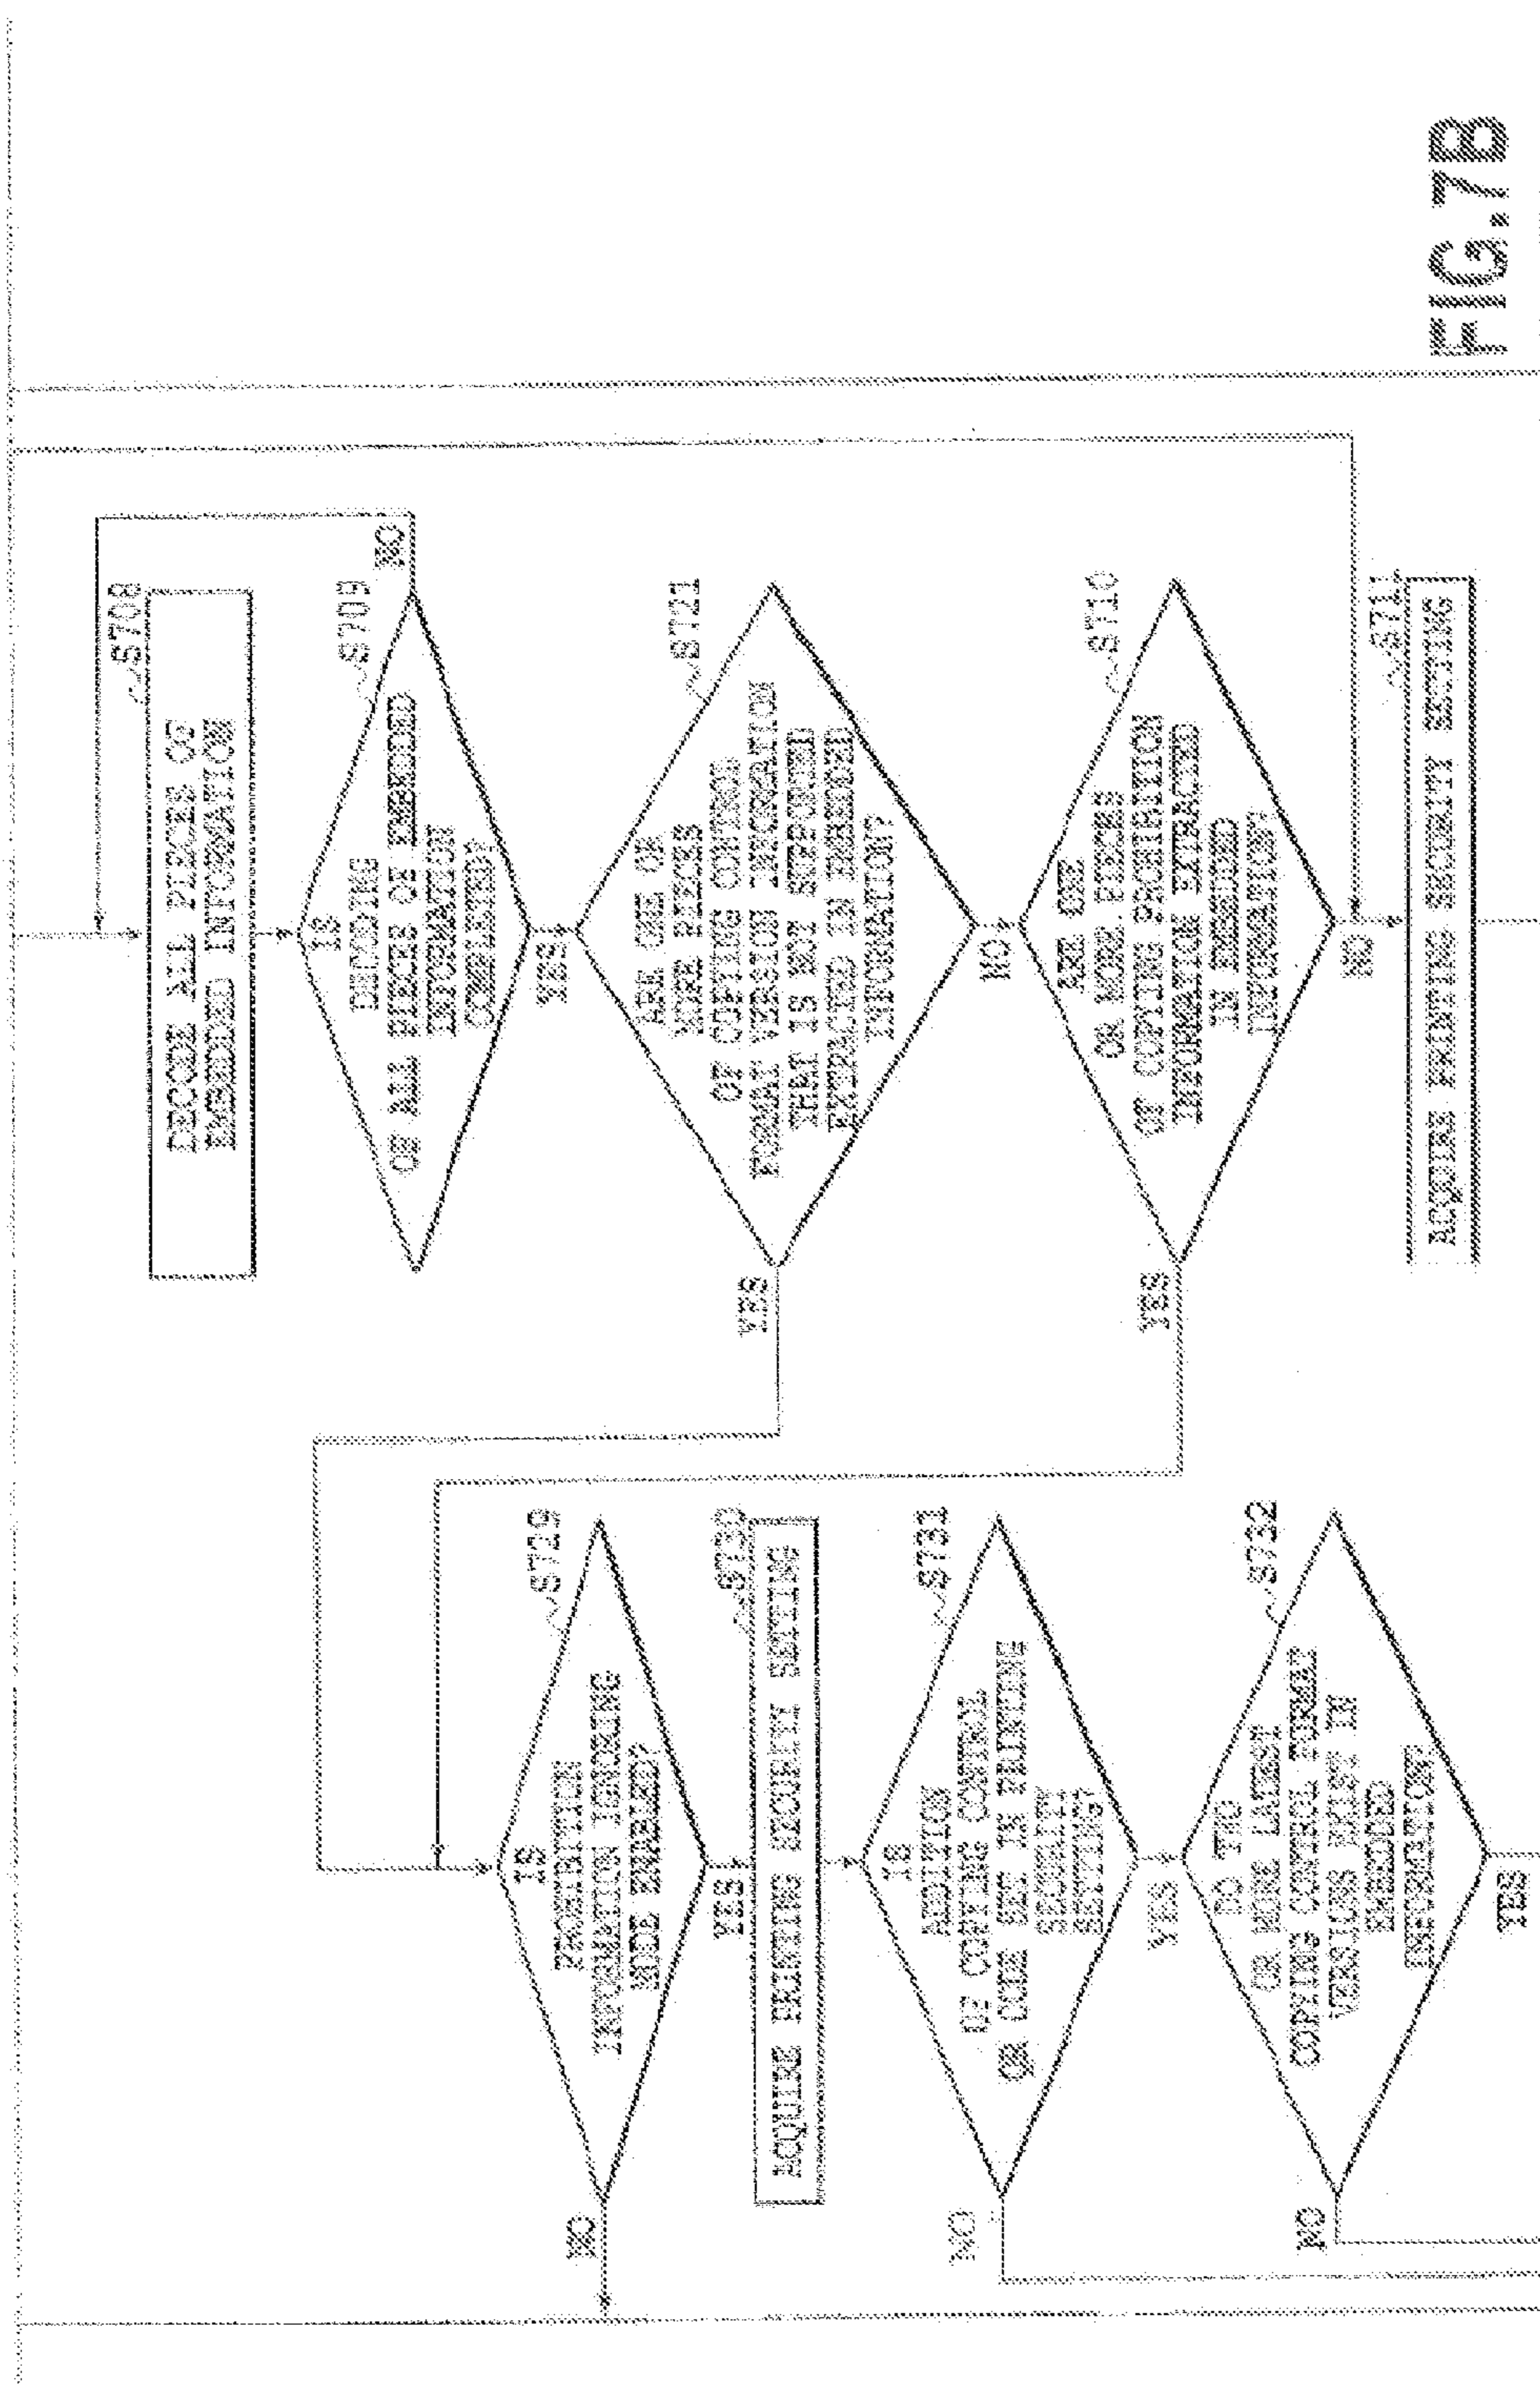 S708
DECODE ALL PIECES OF
EMBEDDED INFORMATION
S709
IS
DECODING
OF ALL PIECES OF EMBEDDED
INFORMATION
COMPLETED?
NO
YES
S721
ARE ONE OR
MORE PIECES
OF COPYING CONTROL
FORMAT VERSION INFORMATION
THAT IS NOT SUPPORTED
EXTRACTED IN EMBEDDED
INFORMATION?
YES
NO
S710
ARE ONE
OR MORE PIECES
OF COPYING PROHIBITION
INFORMATION EXTRACTED
IN EMBEDDED
INFORMATION?
YES
NO
S711
ACQUIRE PRINTING SECURITY SETTING
S729
IS
PROHIBITION
INFORMATION IGNORING
MODE ENABLED?
NO
YES
S730
ACQUIRE PRINTING SECURITY SETTING
S731
IS
ADDITION
OF COPYING CONTROL
QR CODE SET IN PRINTING
SECURITY
SETTING?
NO
YES
S732
DO TWO
OR MORE LATEST
COPYING CONTROL FORMAT
VERSIONS EXIST IN
EMBEDDED
INFORMATION?
NO
YES
FIG.7B